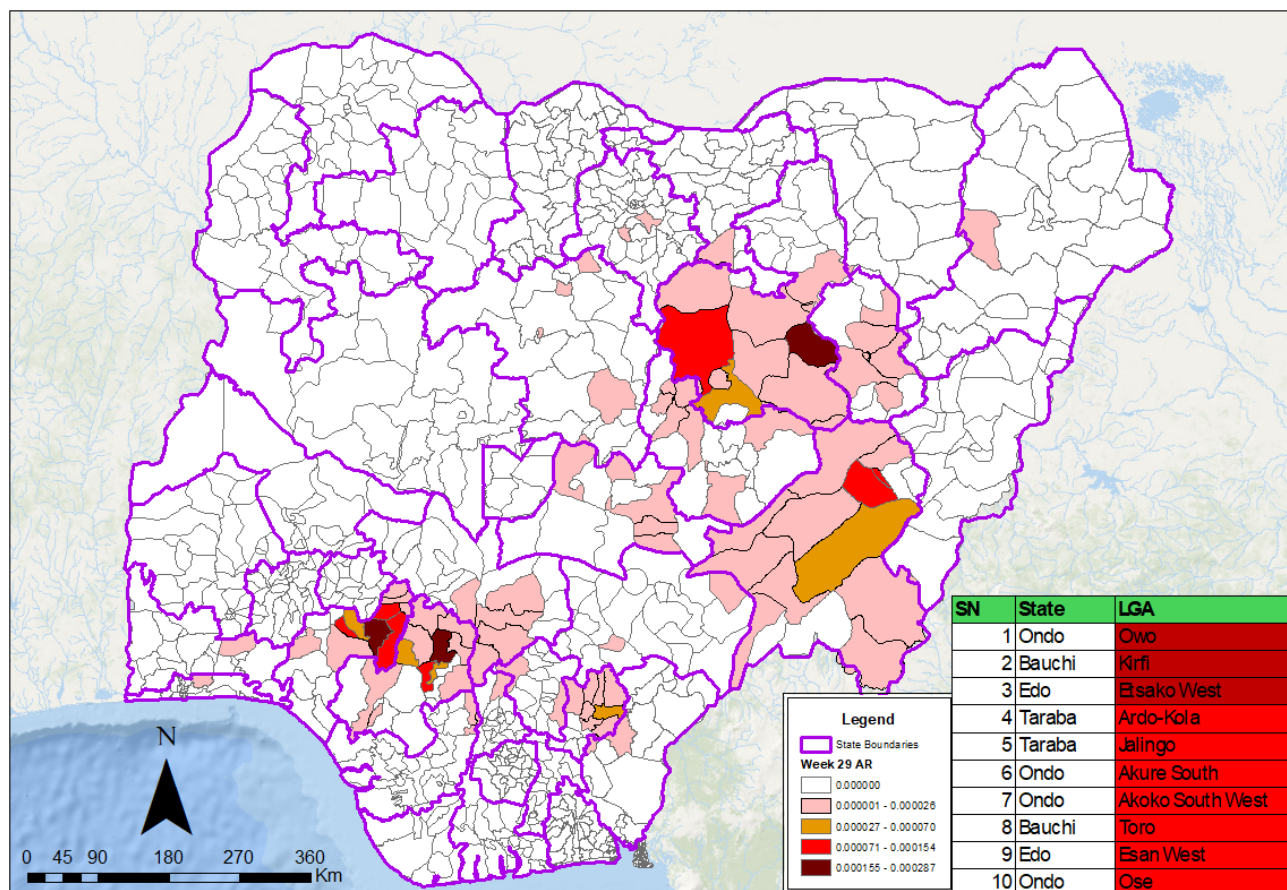 SN State LGA
1 Ondo Owo
2 Bauchi Kirfi
3 Edo Etsako West
4 Taraba Ardo-Kola
5 Taraba Jalingo
6 Ondo Akure South
7 Ondo Akoko South West
8 Bauchi Toro
9 Edo Esan West
10 Ondo Ose
Legend
State Boundaries
Week 29 AR
0.000000
0.000001 - 0.000026
0.000027 - 0.000070
0.000071 - 0.000154
0.000155 - 0.000287
N
0 45 90 180 270 360
Km